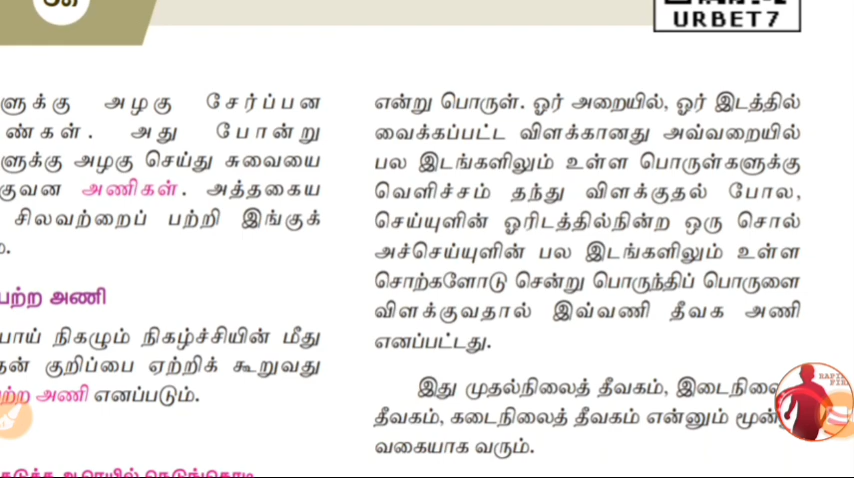 URBET7
ளுக்கு அழகு சேர்ப்பன
ண்கள். அது போன்று
ளுக்கு அழகு செய்து சுவையை
குவன அணிகள். அத்தகைய
சிலவற்றைப் பற்றி இங்குக்
ம்.
பற்ற அணி
பாய் நிகழும் நிகழ்ச்சியின் மீது
தன் குறிப்பை ஏற்றிக் கூறுவது
ற்ற அணி எனப்படும்.
என்று பொருள். ஓர் அறையில், ஓர் இடத்தில்
வைக்கப்பட்ட விளக்கானது அவ்வறையில்
பல இடங்களிலும் உள்ள பொருள்களுக்கு
வெளிச்சம் தந்து விளக்குதல் போல,
செய்யுளின் ஓரிடத்தில்நின்ற ஒரு சொல்
அச்செய்யுளின் பல இடங்களிலும் உள்ள
சொற்களோடு சென்று பொருந்திப் பொருளை
விளக்குவதால் இவ்வணி தீவக அணி
எனப்பட்டது.
இது முதல்நிலைத் தீவகம், இடைநிலை
தீவகம், கடைநிலைத் தீவகம் என்னும் மூன்
வகையாக வரும்.